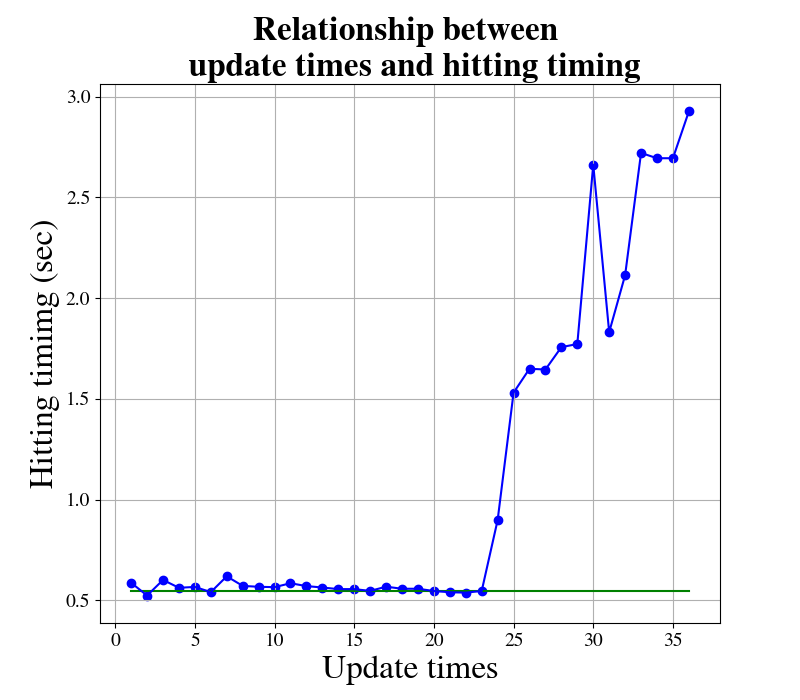 Relationship between
update times and hitting timing
Hitting timimg (sec)
3.0
2.5
2.0
1.5
1.0
0.5
0 5 10 15 20 25 30 35
Update times